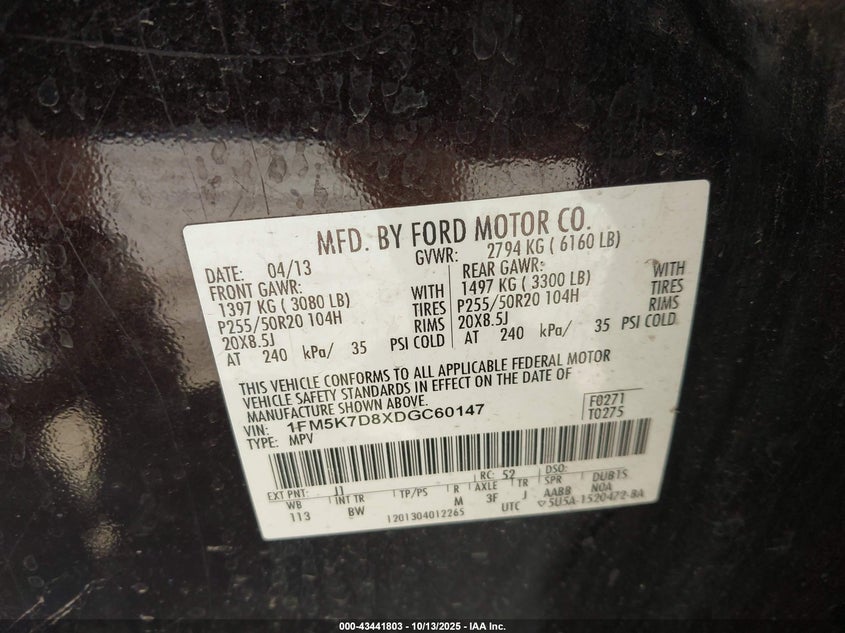 MFD. BY FORD MOTOR CO.
DATE: 04/13 GVWR: 2794 KG ( 6160 LB)
FRONT GAWR: REAR GAWR:
1397 KG ( 3080 LB) WITH 1497 KG ( 3300 LB) WITH
P255/50R20 104H TIRES P255/50R20 104H TIRES
20X8.5J RIMS 20X8.5J RIMS
AT 240 kPa/ 35 PSI COLD AT 240 kPa/ 35 PSI COLD
THIS VEHICLE CONFORMS TO ALL APPLICABLE FEDERAL MOTOR
VEHICLE SAFETY STANDARDS IN EFFECT ON THE DATE OF
MANUFACTURE SHOWN ABOVE.
VIN: 1FM5K7D8XDGC60147 F0271
TYPE: MPV T0275
EXT PNT: JJ RC: 52 DSO:
WB INT TR TP/PS R AXLE TR SPR DUB15
113 BW M 3F J AABB NOA
1201304012265 UTC ▽5U5A-1520472-BA
000-43441803 - 10/13/2025 - IAA Inc.